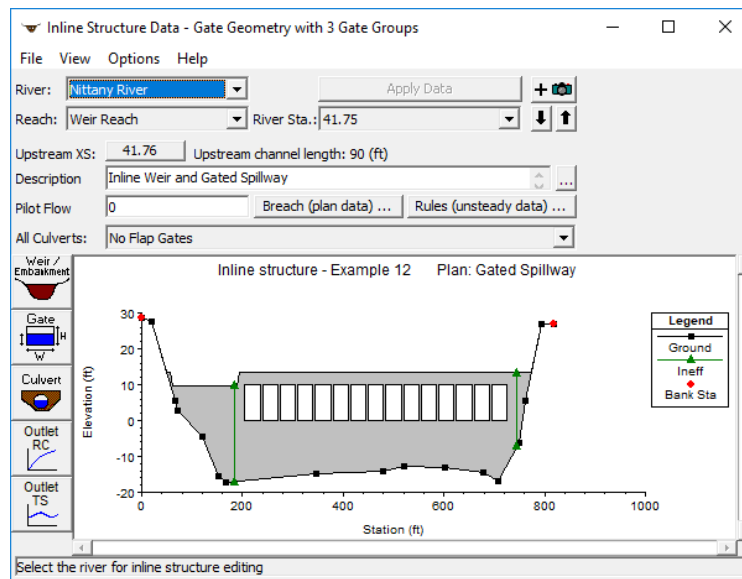 Inline Structure Data - Gate Geometry with 3 Gate Groups
File View Options Help
River: Nittany River Apply Data
Reach: Weir Reach River Sta.: 41.75
Upstream XS: 41.76 Upstream channel length: 90 (ft)
Description Inline Weir and Gated Spillway ...
Pilot Flow 0 Breach (plan data) ... Rules (unsteady data) ...
All Culverts: No Flap Gates
Weir /
Embankment
Gate
H
W
Culvert
Outlet
RC
Outlet
TS
Inline structure - Example 12 Plan: Gated Spillway
30
20
10
0
-10
-20
Elevation (ft)
0 200 400 600 800 1000
Station (ft)
Legend
Ground
Ineff
Bank Sta
Select the river for inline structure editing